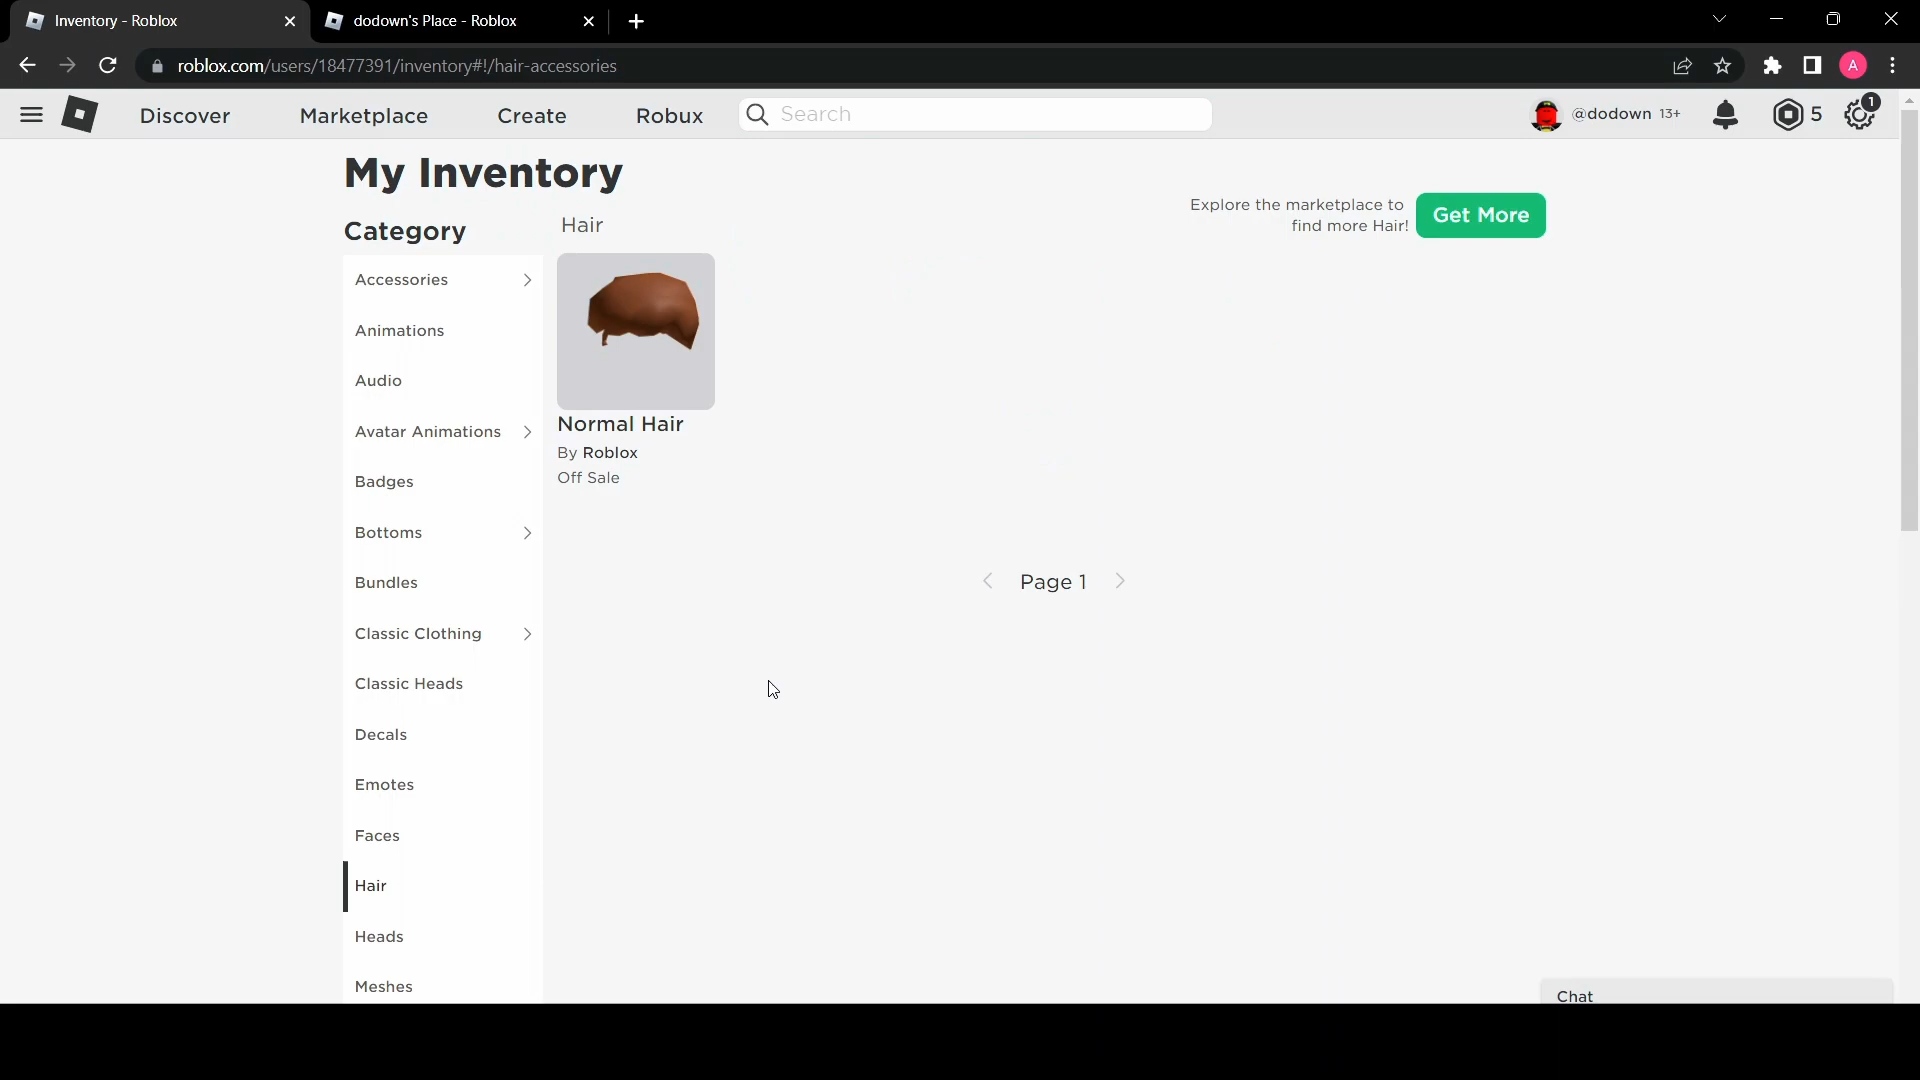 Inventory - Roblox
dodown's Place - Roblox
roblox.com/users/18477391/inventory#!/hair-accessories
A
Discover
Marketplace
Create
Robux
Search
@dodown 13+
5
1
My Inventory
Category
Hair
Explore the marketplace to
find more Hair!
Get More
Accessories
Animations
Audio
Avatar Animations
Badges
Bottoms
Bundles
Classic Clothing
Classic Heads
Decals
Emotes
Faces
Hair
Heads
Meshes
Normal Hair
By Roblox
Off Sale
Page 1
Chat